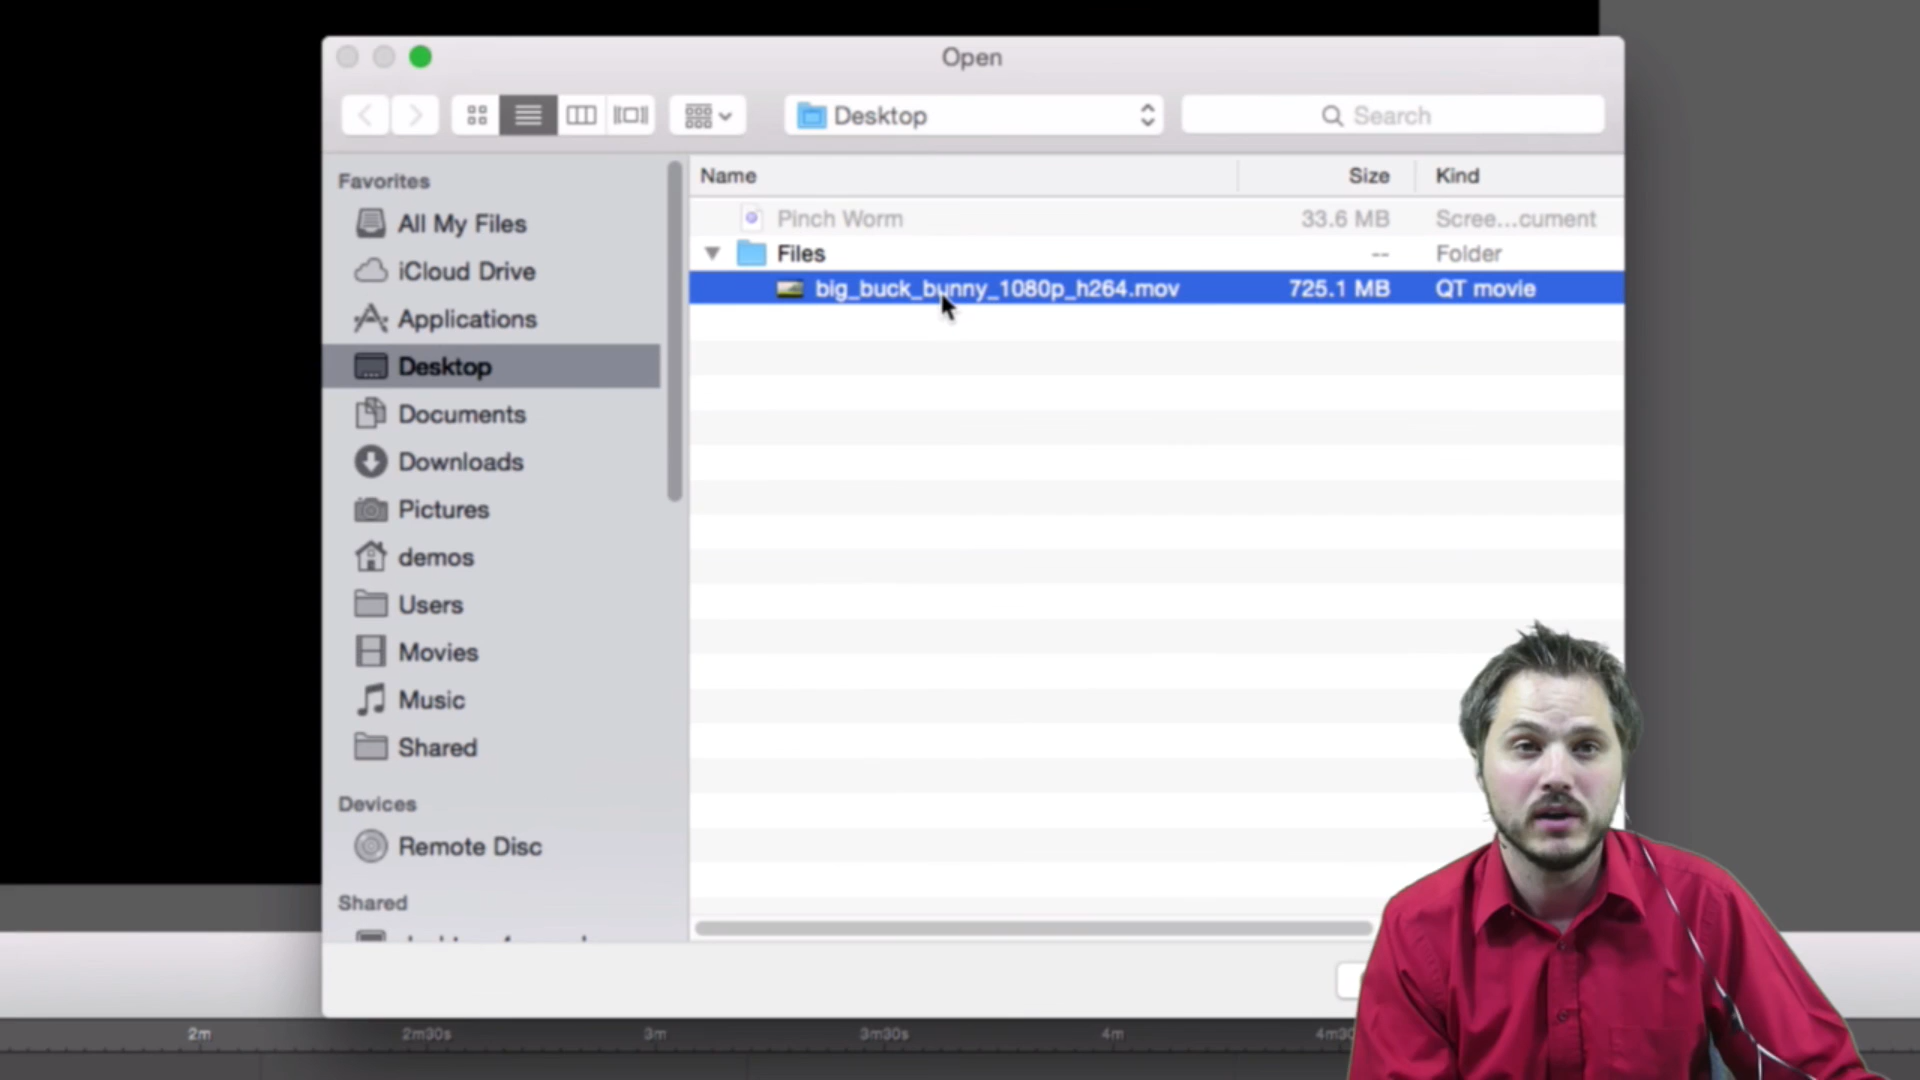 Open
Desktop
Search
Favorites
All My Files
iCloud Drive
Applications
Desktop
Documents
Downloads
Pictures
demos
Users
Movies
Music
Shared
Devices
Remote Disc
Shared
Name Size Kind
Pinch Worm 33.6 MB Scree...cument
Files -- Folder
big_buck_bunny_1080p_h264.mov 725.1 MB QT movie
2m 2m30s 3m 3m30s 4m